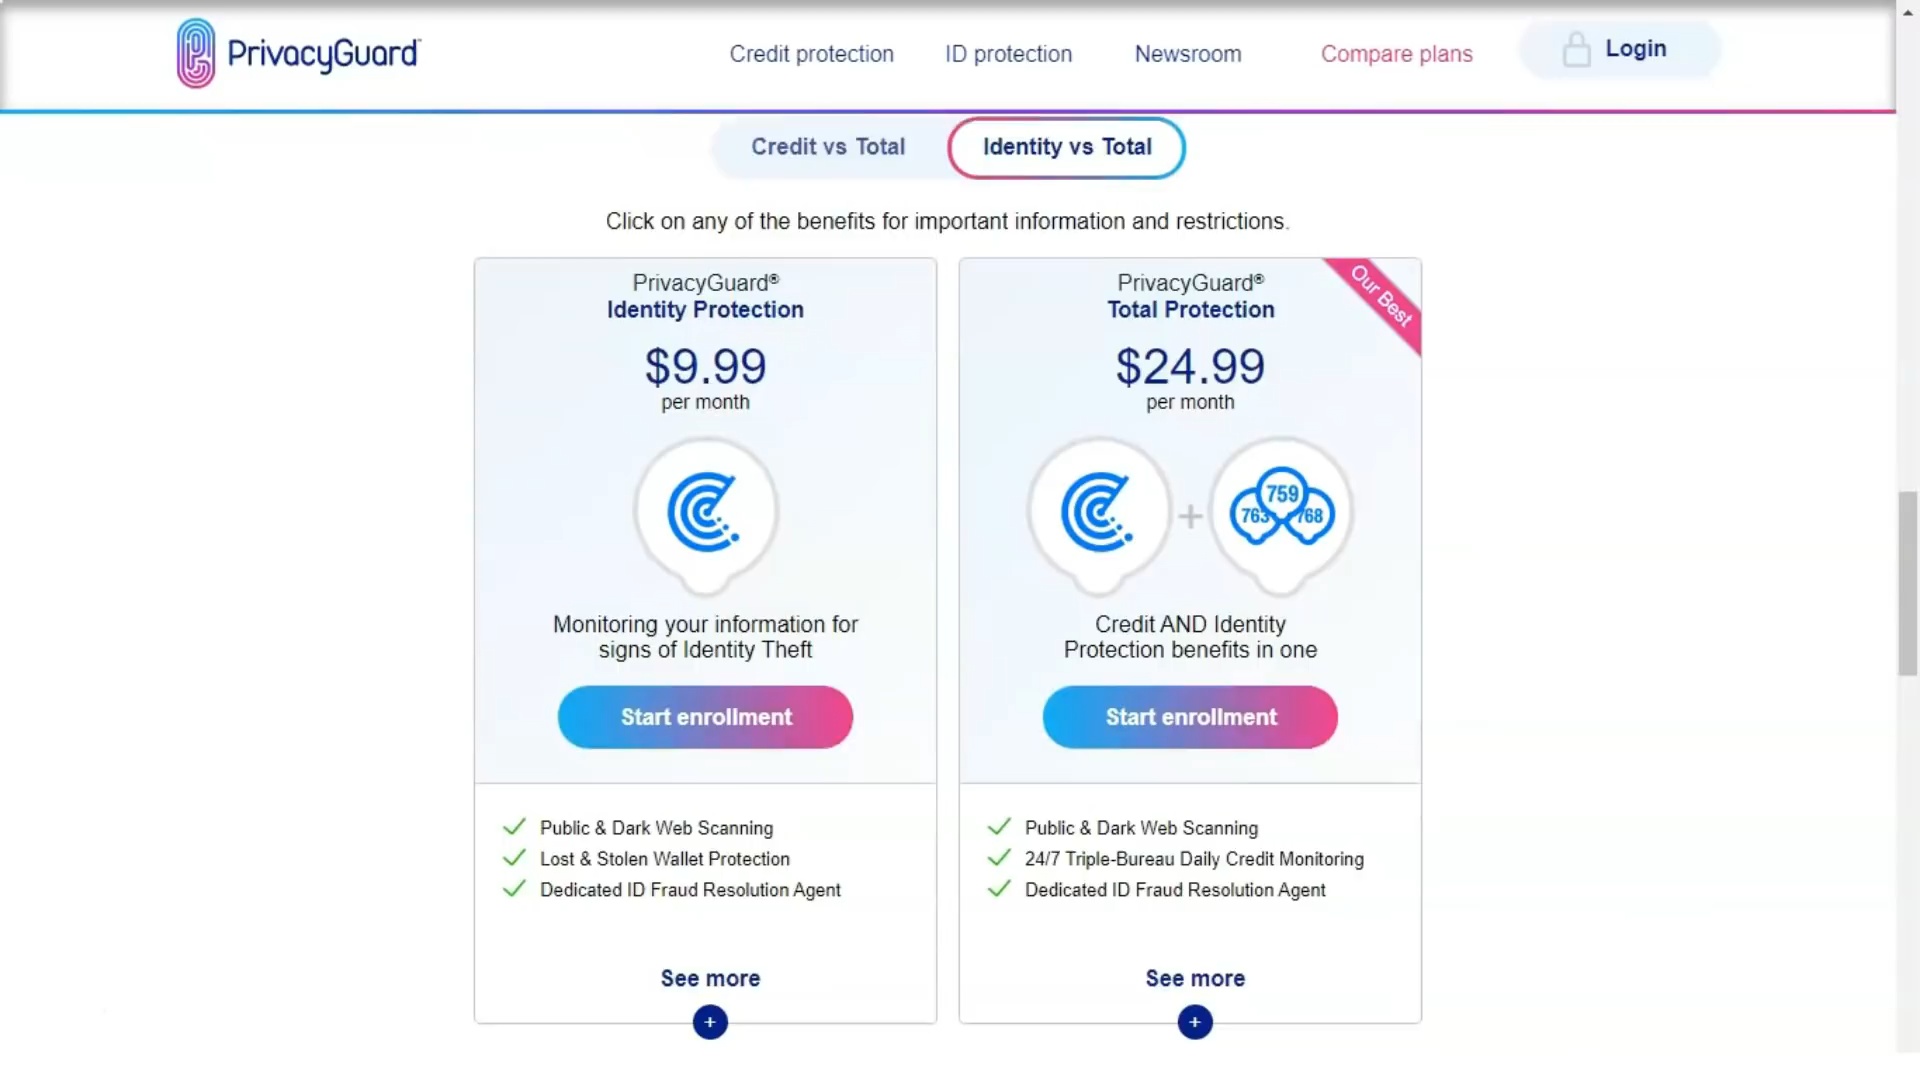 PrivacyGuard™
Credit protection
ID protection
Newsroom
Compare plans
Login
Credit vs Total
Identity vs Total
Click on any of the benefits for important information and restrictions.
PrivacyGuard®
Identity Protection
$9.99
per month
Monitoring your information for
signs of Identity Theft
Start enrollment
Public & Dark Web Scanning
Lost & Stolen Wallet Protection
Dedicated ID Fraud Resolution Agent
See more
+
PrivacyGuard®
Total Protection
Our Best
$24.99
per month
+
759
763
768
Credit AND Identity
Protection benefits in one
Start enrollment
Public & Dark Web Scanning
24/7 Triple-Bureau Daily Credit Monitoring
Dedicated ID Fraud Resolution Agent
See more
+